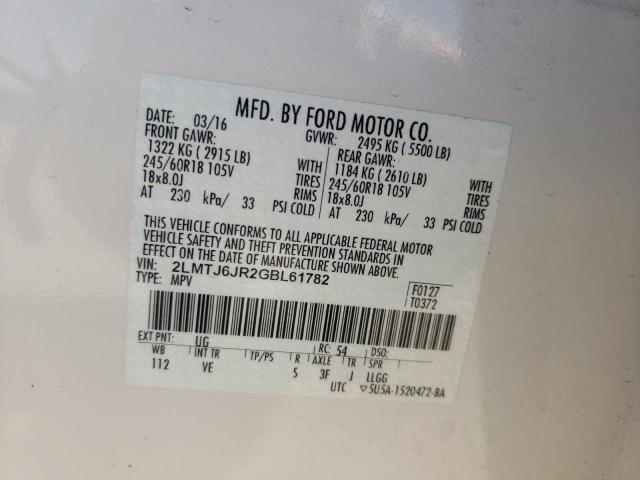 MFD. BY FORD MOTOR CO.
DATE: 03/16 GVWR: 2495 KG ( 5500 LB)
FRONT GAWR: REAR GAWR:
1322 KG ( 2915 LB) WITH 1184 KG ( 2610 LB) WITH
245/60R18 105V TIRES 245/60R18 105V TIRES
18x8.0J RIMS 18x8.0J RIMS
AT 230 kPa/ 33 PSI COLD AT 230 kPa/ 33 PSI COLD
THIS VEHICLE CONFORMS TO ALL APPLICABLE FEDERAL MOTOR
VEHICLE SAFETY AND THEFT PREVENTION STANDARDS IN
EFFECT ON THE DATE OF MANUFACTURE SHOWN ABOVE.
VIN: 2LMTJ6JR2GBL61782
TYPE: MPV
F0127
T0372
EXT PNT: UG RC: 54 DSO:
WB INT TR TP/PS R AXLE TR SPR
112 VE S 3F J LLGG
UTC ▽5U5A-1520472-BA